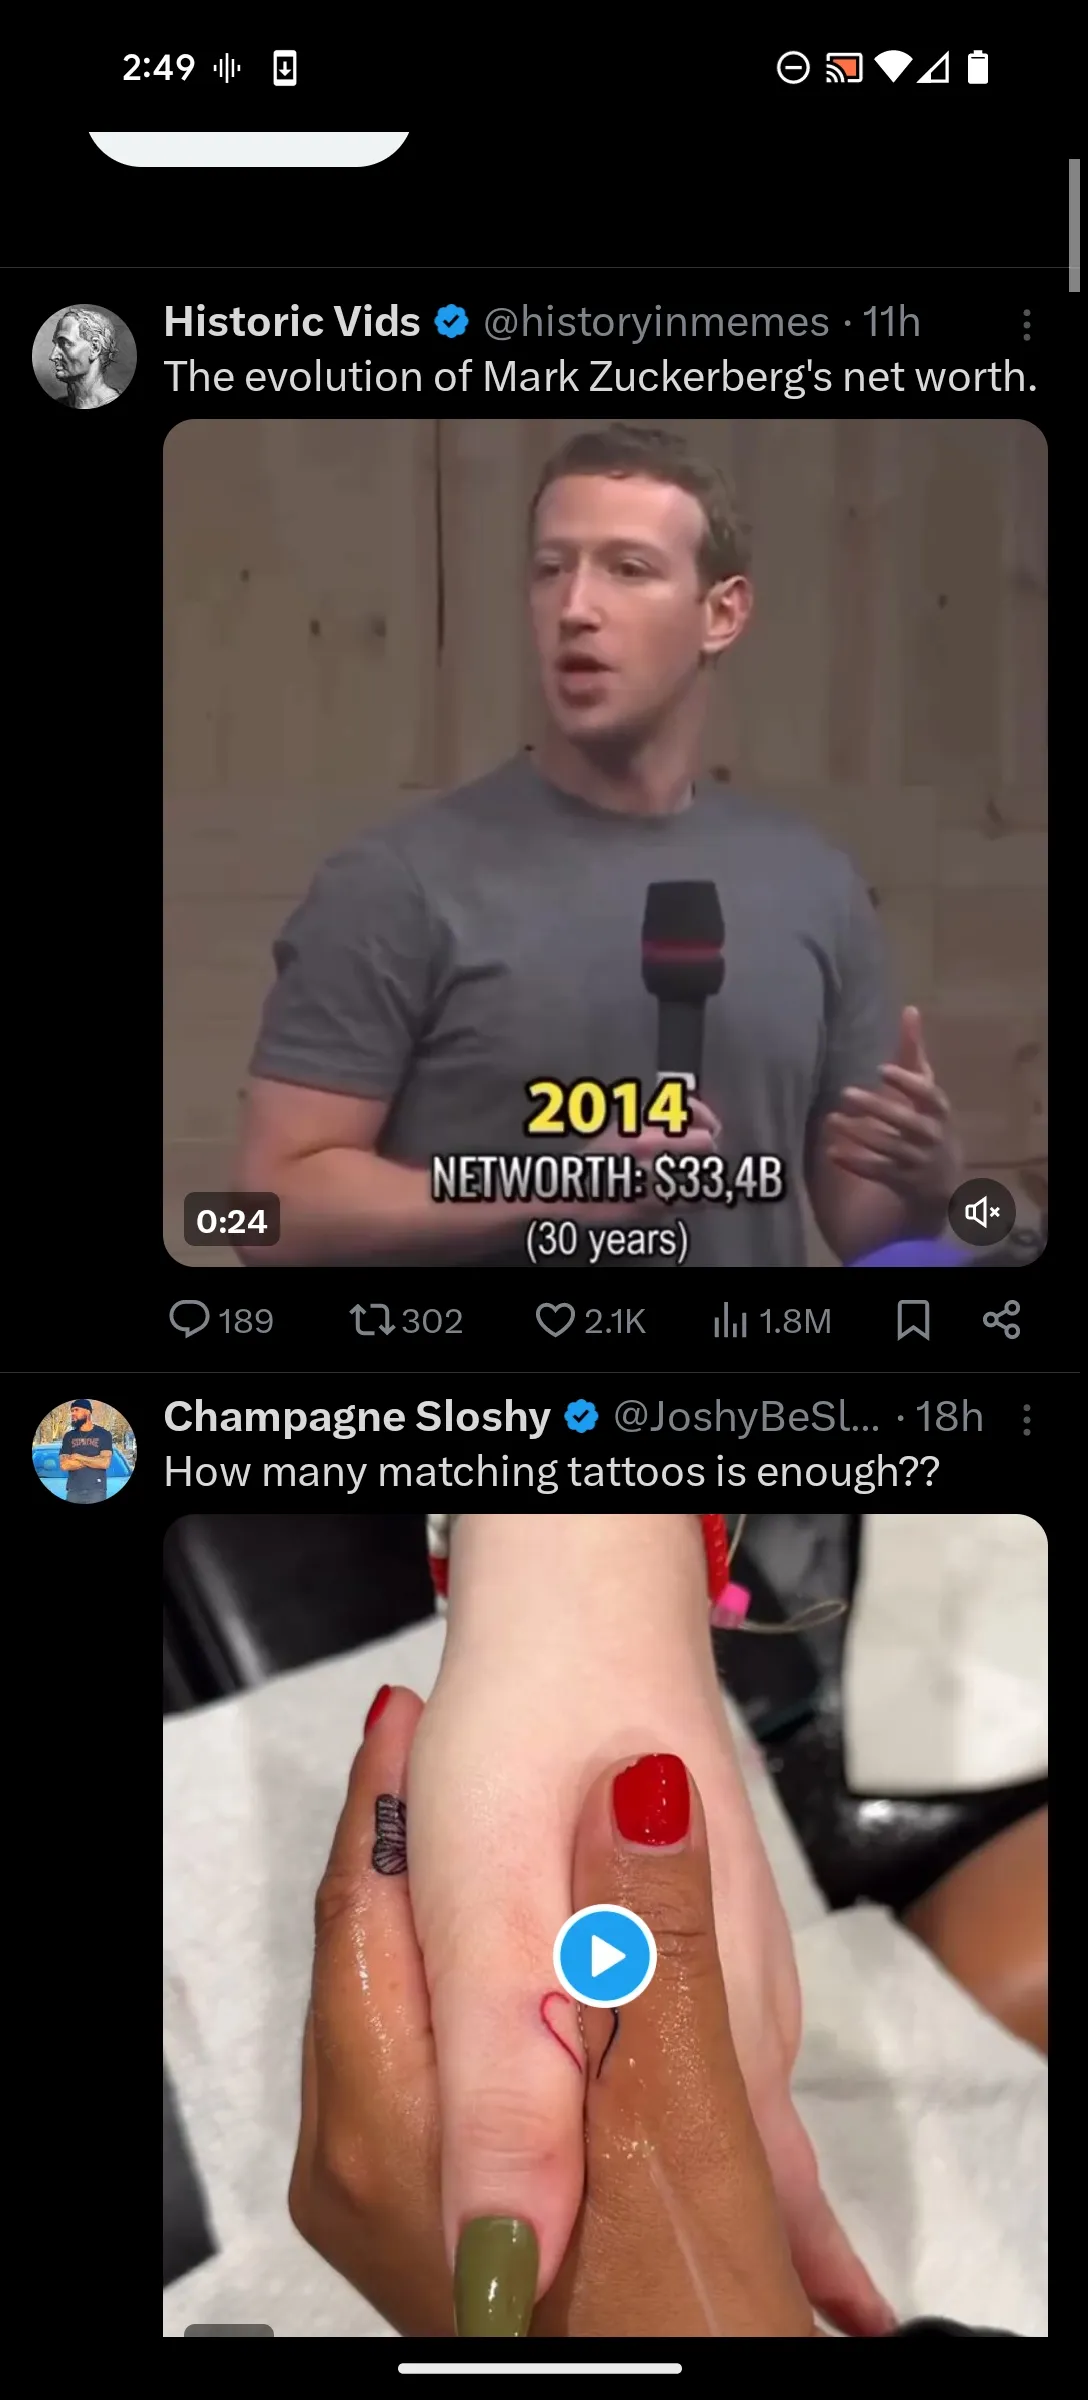 2:49
Historic Vids @historyinmemes · 11h
The evolution of Mark Zuckerberg's net worth.
2014
NETWORTH: $33,4B
(30 years)
0:24
189 302 2.1K 1.8M
Champagne Sloshy @JoshyBeSl... · 18h
How many matching tattoos is enough??